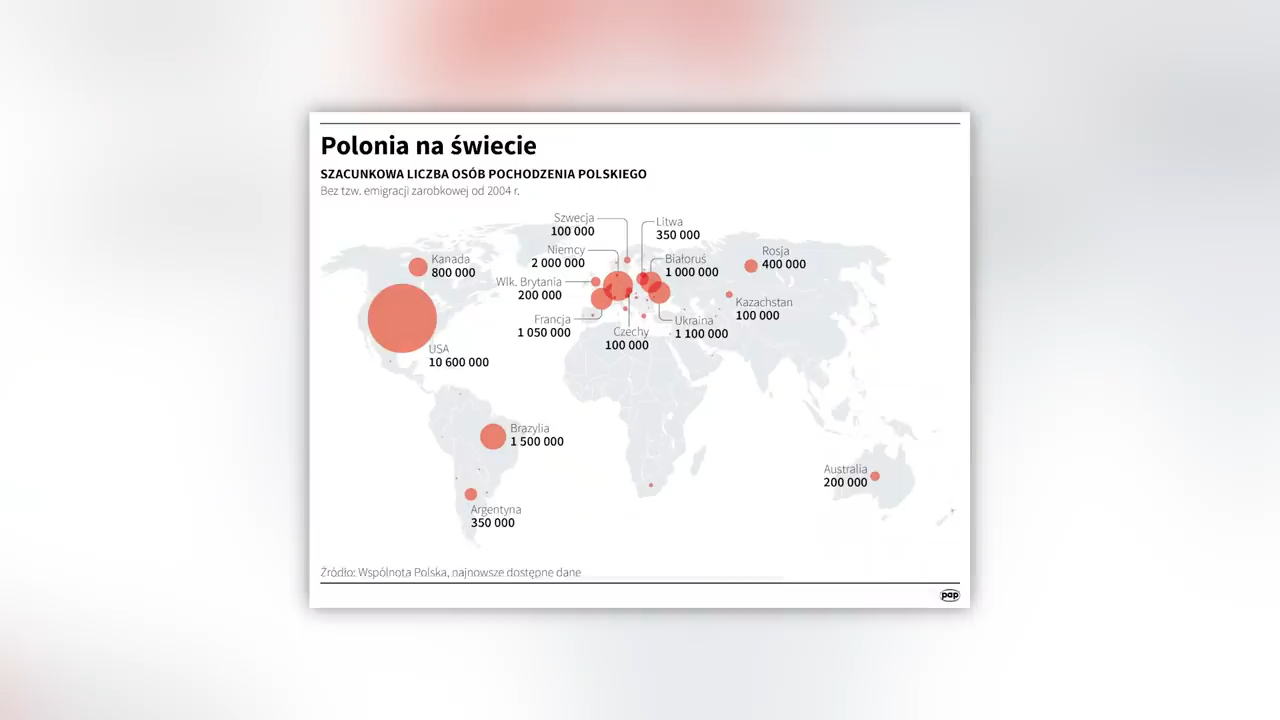 Polonia na świecie
SZACUNKOWA LICZBA OSÓB POCHODZENIA POLSKIEGO
Bez tzw. emigracji zarobkowej od 2004 r.
Szwecja
100 000
Litwa
350 000
Niemcy
2 000 000
Białoruś
1 000 000
Rosja
400 000
Kanada
800 000
Wlk. Brytania
200 000
Kazachstan
100 000
Francja
1 050 000
Czechy
100 000
Ukraina
1 100 000
USA
10 600 000
Brazylia
1 500 000
Australia
200 000
Argentyna
350 000
Źródło: Wspólnota Polska, najnowsze dostępne dane
pap